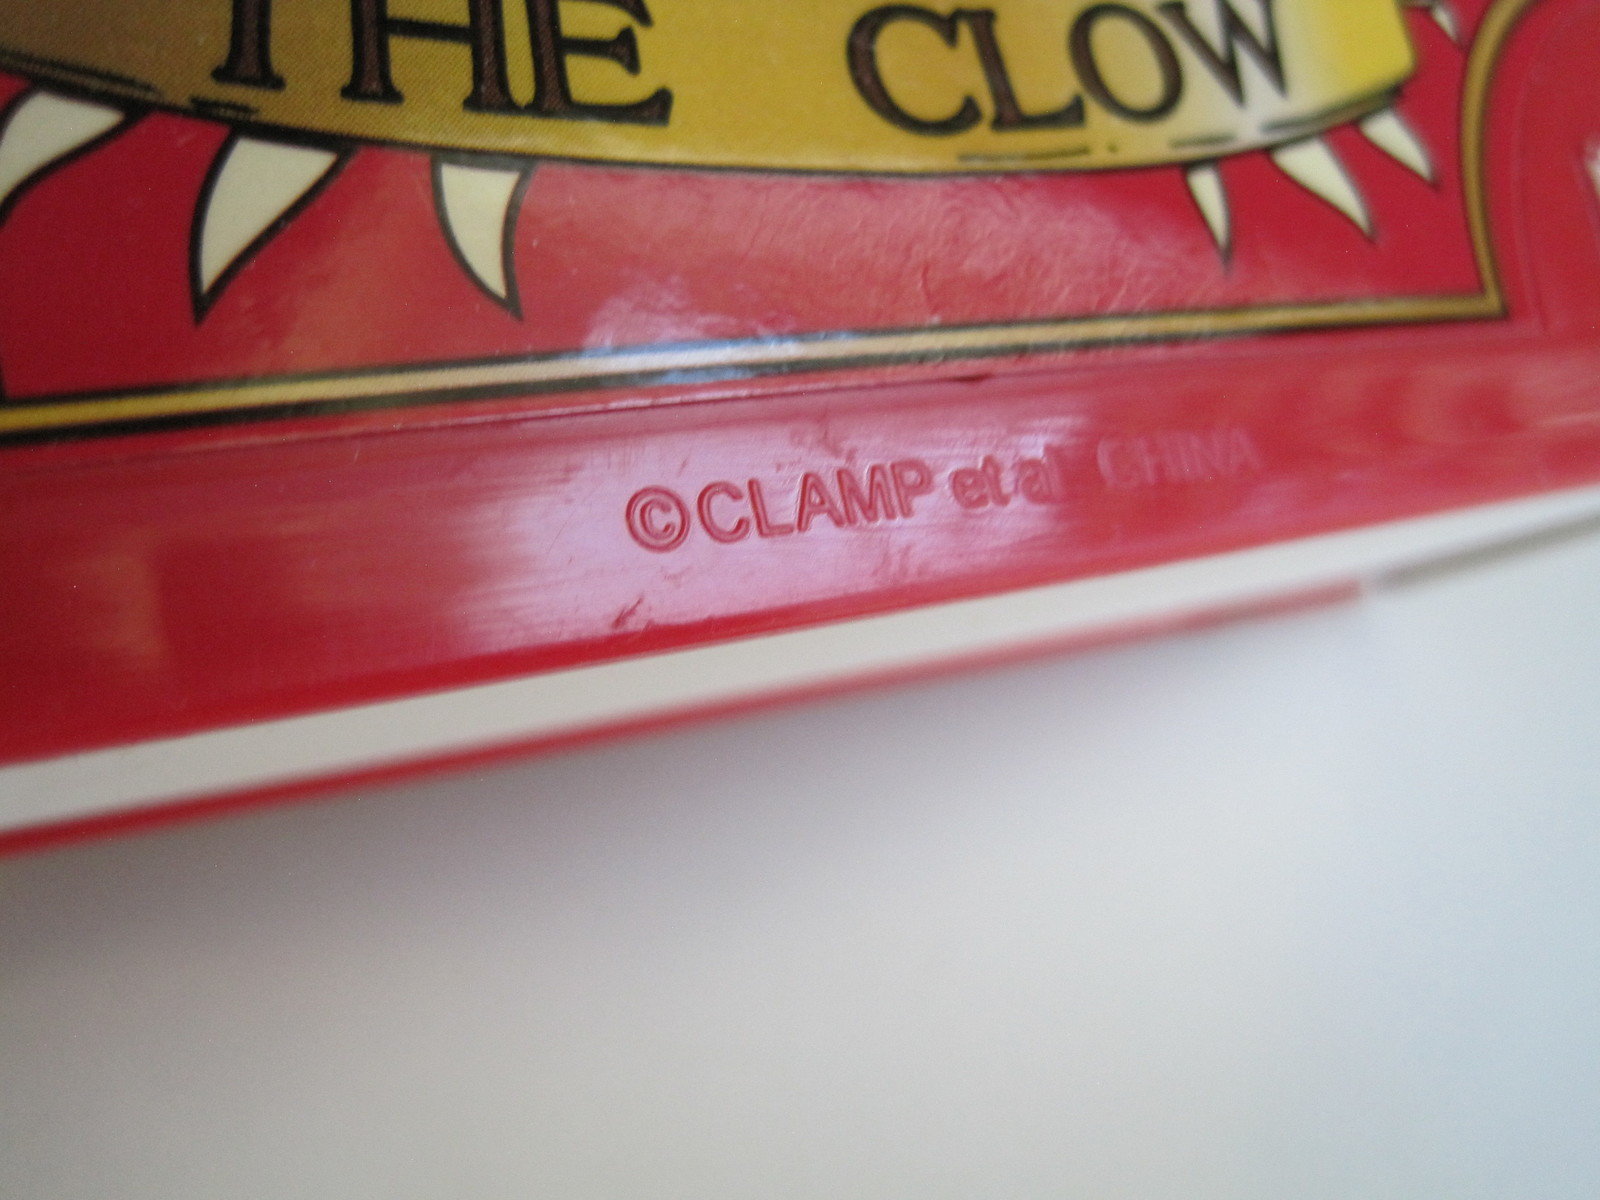 THE CLOW
©CLAMP et al CHINA